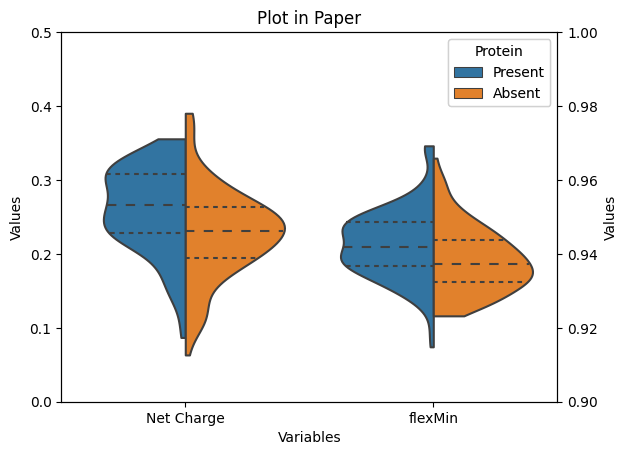 Plot in Paper
Protein
Present
Absent
Values
0.5
0.4
0.3
0.2
0.1
0.0
1.00
0.98
0.96
0.94
0.92
0.90
Values
Net Charge
flexMin
Variables